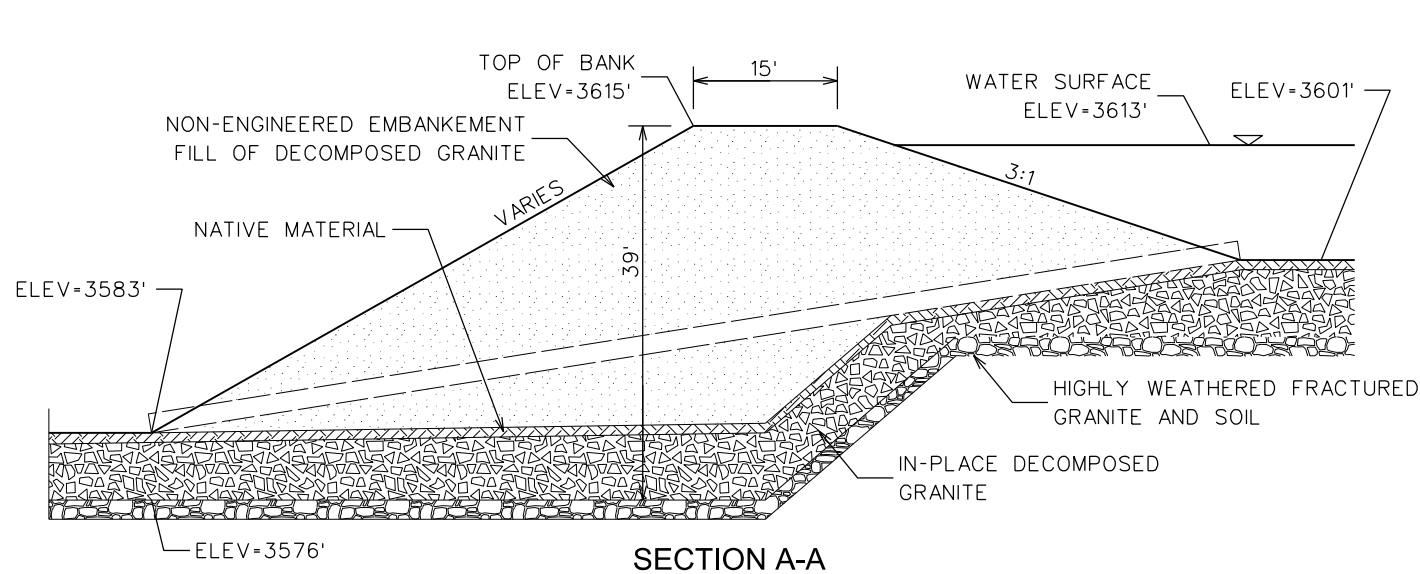 TOP OF BANK
ELEV=3615'
15'
WATER SURFACE
ELEV=3613'
ELEV=3601'
NON-ENGINEERED EMBANKEMENT
FILL OF DECOMPOSED GRANITE
3:1
VARIES
NATIVE MATERIAL
39'
ELEV=3583'
HIGHLY WEATHERED FRACTURED
GRANITE AND SOIL
IN-PLACE DECOMPOSED
GRANITE
ELEV=3576'
SECTION A-A